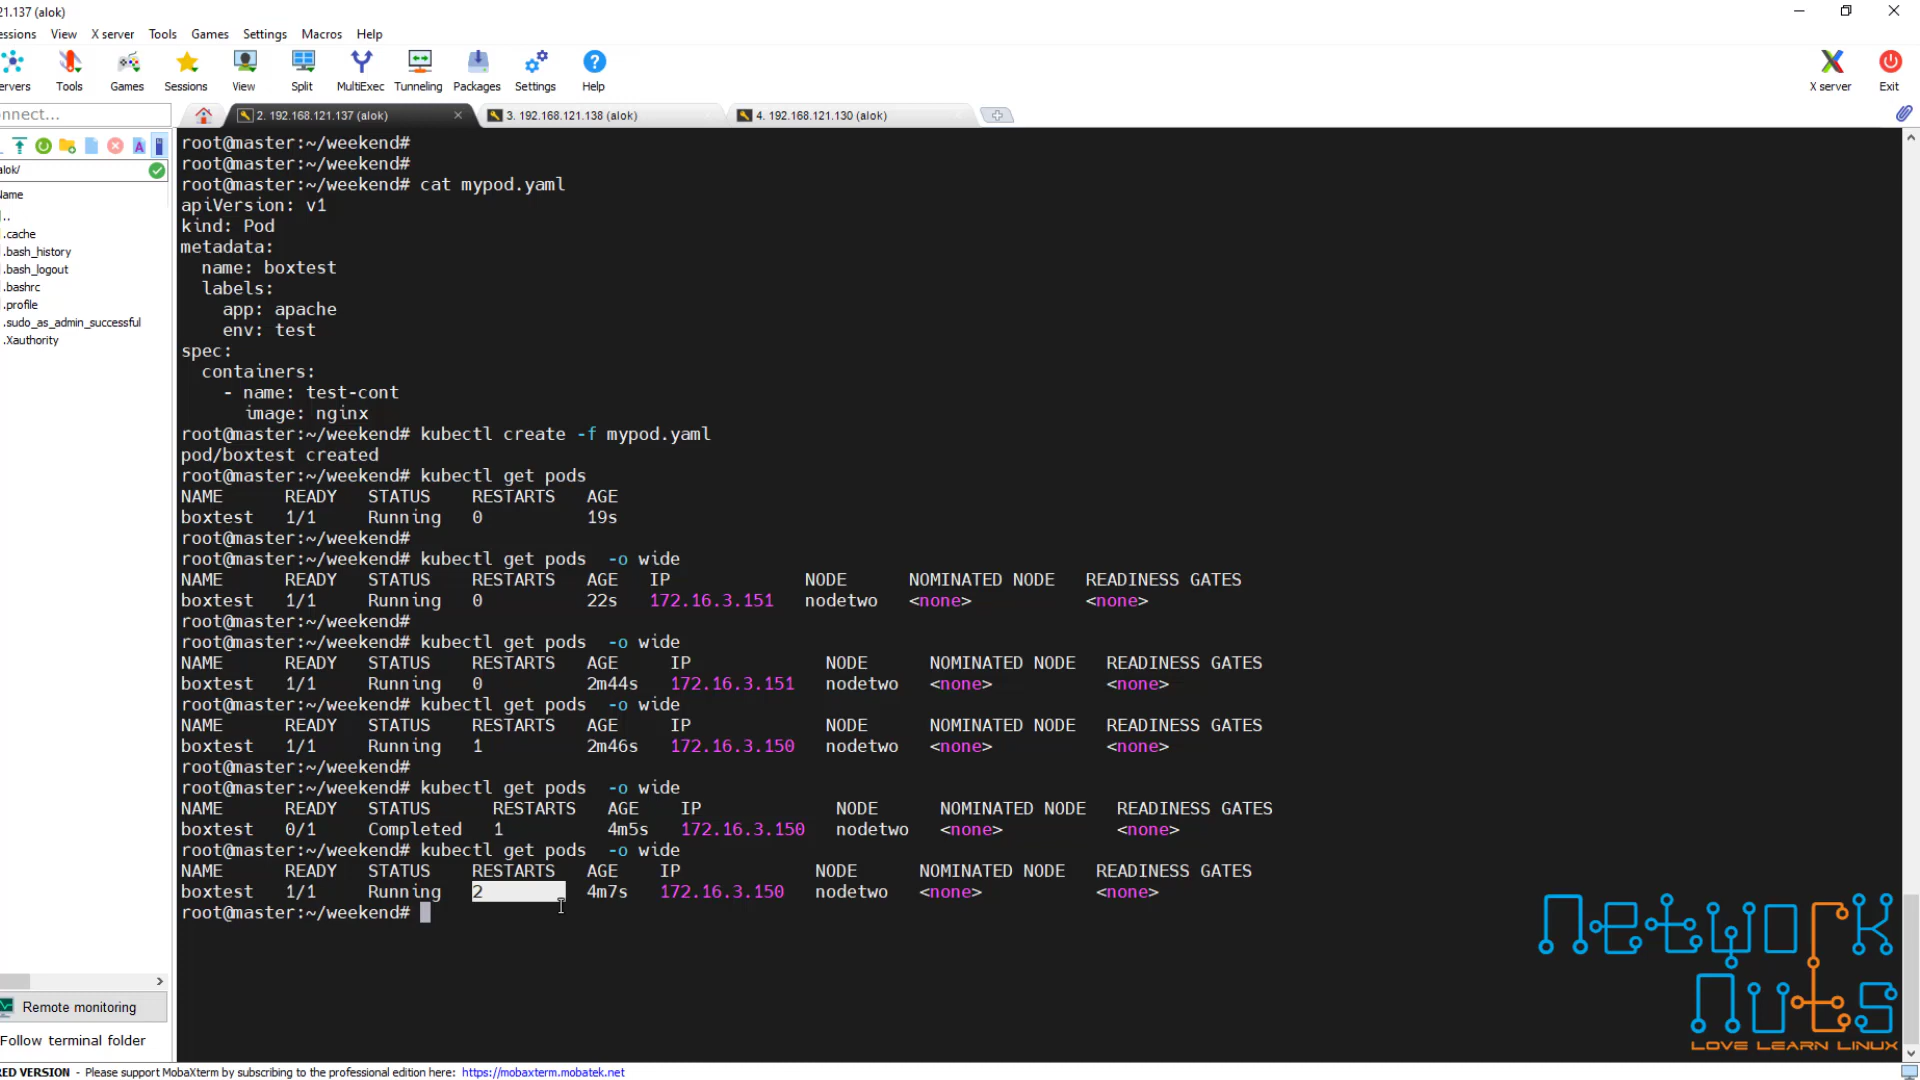 21.137 (alok)
essions View X server Tools Games Settings Macros Help
ervers Tools Games Sessions View Split MultiExec Tunneling Packages Settings Help X server Exit
nnect...
2. 192.168.121.137 (alok)
3. 192.168.121.138 (alok)
4. 192.168.121.130 (alok)
alok/
Name
..
.cache
.bash_history
.bash_logout
.bashrc
.profile
.sudo_as_admin_successful
.Xauthority
Remote monitoring
Follow terminal folder
root@master:~/weekend#
root@master:~/weekend#
root@master:~/weekend# cat mypod.yaml
apiVersion: v1
kind: Pod
metadata:
  name: boxtest
  labels:
    app: apache
    env: test
spec:
  containers:
    - name: test-cont
      image: nginx
root@master:~/weekend# kubectl create -f mypod.yaml
pod/boxtest created
root@master:~/weekend# kubectl get pods
NAME      READY   STATUS    RESTARTS   AGE
boxtest   1/1     Running   0          19s
root@master:~/weekend#
root@master:~/weekend# kubectl get pods  -o wide
NAME      READY   STATUS    RESTARTS   AGE   IP             NODE      NOMINATED NODE   READINESS GATES
boxtest   1/1     Running   0          22s   172.16.3.151   nodetwo   <none>           <none>
root@master:~/weekend#
root@master:~/weekend# kubectl get pods  -o wide
NAME      READY   STATUS    RESTARTS   AGE     IP             NODE      NOMINATED NODE   READINESS GATES
boxtest   1/1     Running   0          2m44s   172.16.3.151   nodetwo   <none>           <none>
root@master:~/weekend# kubectl get pods  -o wide
NAME      READY   STATUS    RESTARTS   AGE     IP             NODE      NOMINATED NODE   READINESS GATES
boxtest   1/1     Running   1          2m46s   172.16.3.150   nodetwo   <none>           <none>
root@master:~/weekend#
root@master:~/weekend# kubectl get pods  -o wide
NAME      READY   STATUS      RESTARTS   AGE    IP             NODE      NOMINATED NODE   READINESS GATES
boxtest   0/1     Completed   1          4m5s   172.16.3.150   nodetwo   <none>           <none>
root@master:~/weekend# kubectl get pods  -o wide
NAME      READY   STATUS    RESTARTS   AGE    IP             NODE      NOMINATED NODE   READINESS GATES
boxtest   1/1     Running   2          4m7s   172.16.3.150   nodetwo   <none>           <none>
root@master:~/weekend#
NETWORK
NUTS
LOVE LEARN LINUX
RED VERSION - Please support MobaXterm by subscribing to the professional edition here: https://mobaxterm.mobatek.net